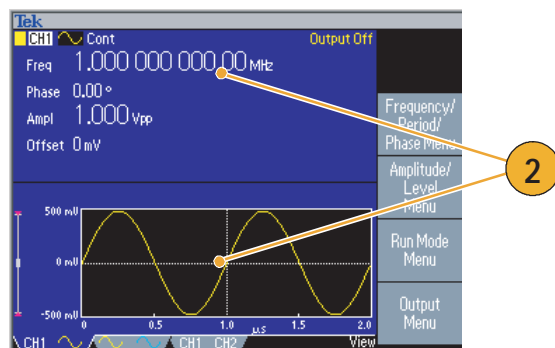 Tek
CH1 Cont Output Off
Freq 1.000 000 000 00 MHz
Phase 0.00 °
Ampl 1.000 Vpp
Offset 0 mV
Frequency/
Period/
Phase Menu
Amplitude/
Level
Menu
Run Mode
Menu
Output
Menu
2
500 mV
0 mV
-500 mV
0 0.5 1.0 1.5 2.0
µs
CH1 CH1 CH2 View